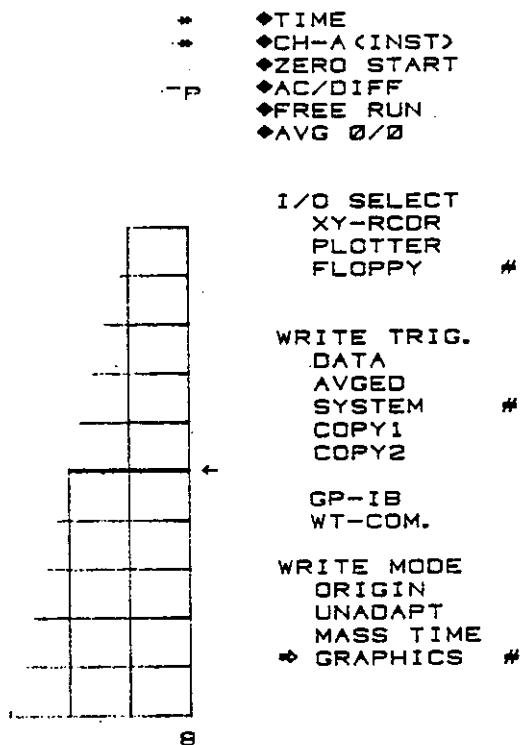 * ◆TIME
* ◆CH-A(INST)
◆ZERO START
-P ◆AC/DIFF
◆FREE RUN
◆AVG 0/0
I/O SELECT
XY-RCDR
PLOTTER
FLOPPY #
WRITE TRIG.
DATA
AVGED
SYSTEM #
COPY1
COPY2
←
GP-IB
WT-COM.
WRITE MODE
ORIGIN
UNADAPT
MASS TIME
⇒ GRAPHICS #
8